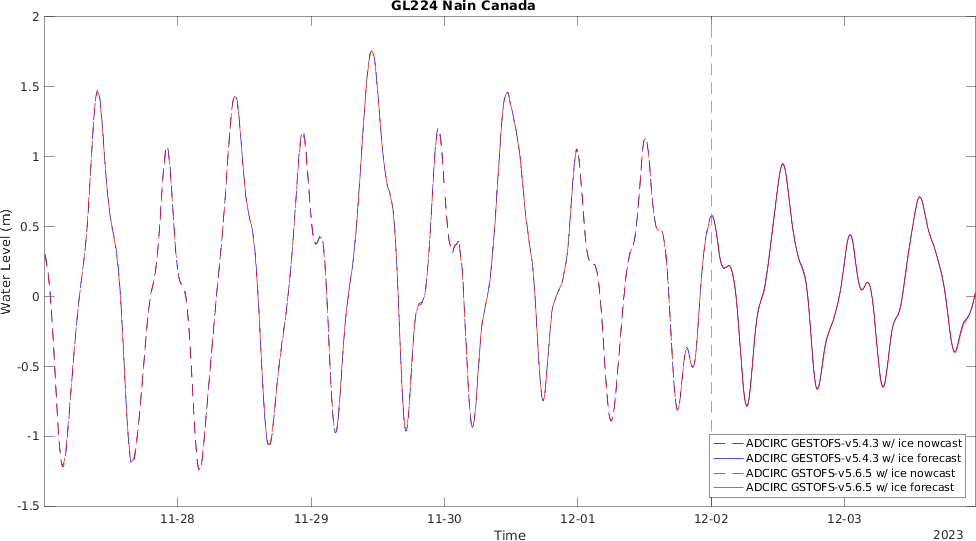 GL224 Nain Canada
2
1.5
1
0.5
0
-0.5
-1
-1.5
Water Level (m)
ADCIRC GESTOFS-v5.4.3 w/ ice nowcast
ADCIRC GESTOFS-v5.4.3 w/ ice forecast
ADCIRC GSTOFS-v5.6.5 w/ ice nowcast
ADCIRC GSTOFS-v5.6.5 w/ ice forecast
11-28 11-29 11-30 12-01 12-02 12-03
Time
2023